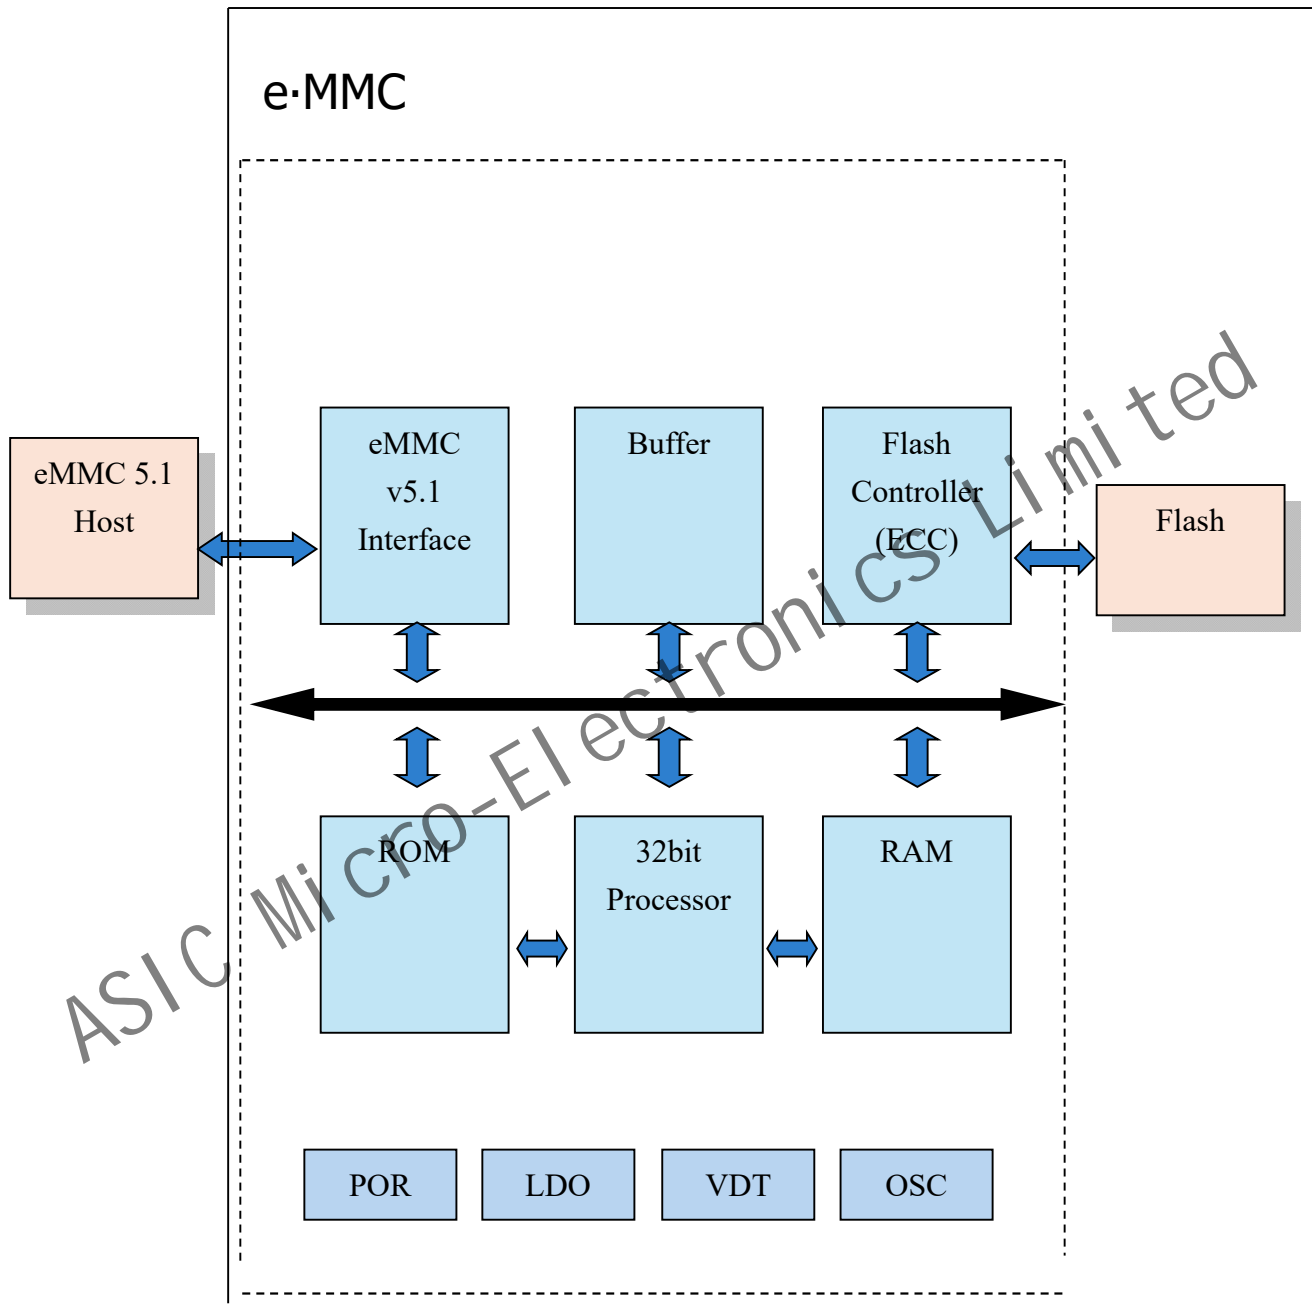 e·MMC
eMMC 5.1
Host
eMMC
v5.1
Interface
Buffer
Flash
Controller
(ECC)
Flash
ROM
32bit
Processor
RAM
POR
LDO
VDT
OSC
ASIC Micro-Electronics Limited